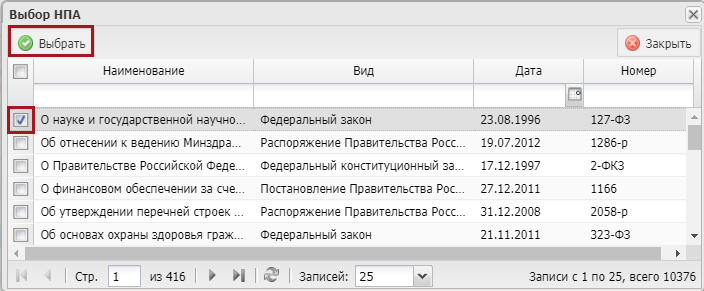 Выбор НПА
Выбрать Закрыть
Наименование Вид Дата Номер
О науке и государственной научно... Федеральный закон 23.08.1996 127-ФЗ
Об отнесении к ведению Минздра... Распоряжение Правительства Росс... 19.07.2012 1286-р
О Правительстве Российской Феде... Федеральный конституционный за... 17.12.1997 2-ФКЗ
О финансовом обеспечении за сче... Постановление Правительства Рос... 27.12.2011 1166
Об утверждении перечней строек ... Распоряжение Правительства Росс... 31.12.2008 2058-р
Об основах охраны здоровья граж... Федеральный закон 21.11.2011 323-ФЗ
Стр. 1 из 416 Записей: 25 Записи с 1 по 25, всего 10376